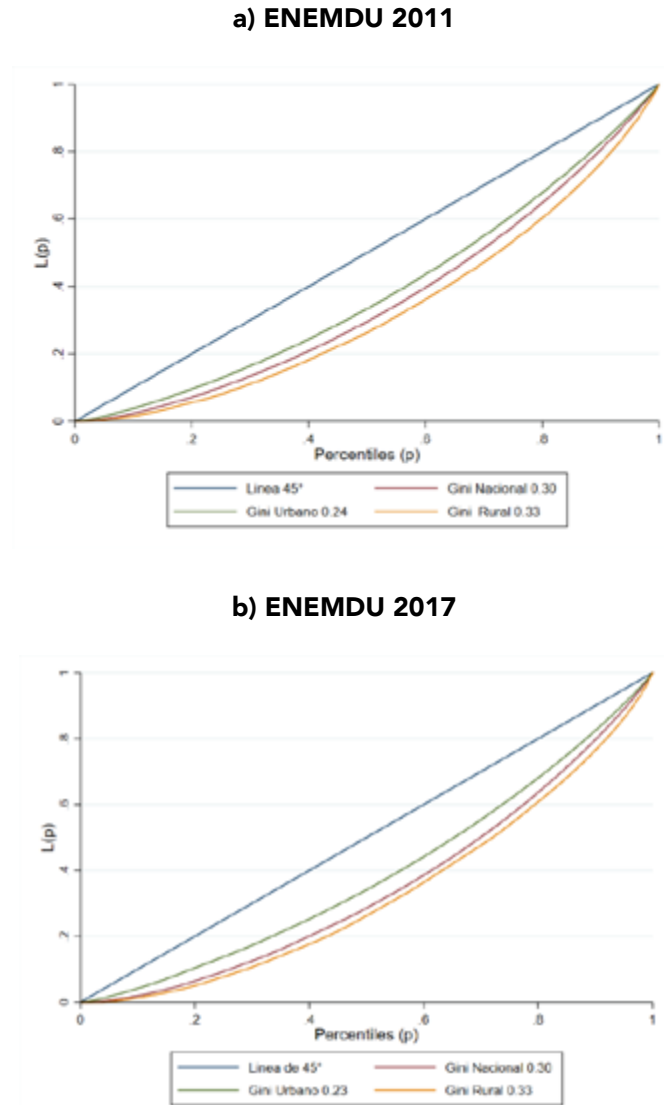 a) ENEMDU 2011
1
.8
.6
L(p)
.4
.2
0
0 .2 .4 .6 .8 1
Percentiles (p)
Linea 45° Gini Nacional 0.30
Gini Urbano 0.24 Gini Rural 0.33
b) ENEMDU 2017
1
.8
.6
L(p)
.4
.2
0
0 .2 .4 .6 .8 1
Percentiles (p)
Linea de 45° Gini Nacional 0.30
Gini Urbano 0.23 Gini Rural 0.33